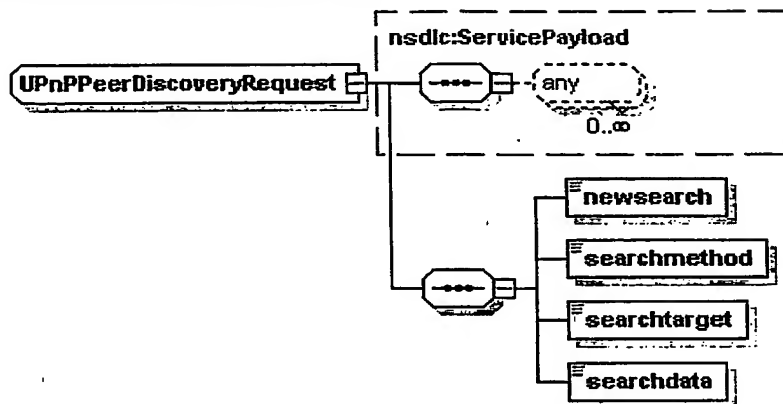 nsdlc:ServicePayload
UPnPPeerDiscoveryRequest
any
0..∞
newsearch
searchmethod
searchtarget
searchdata